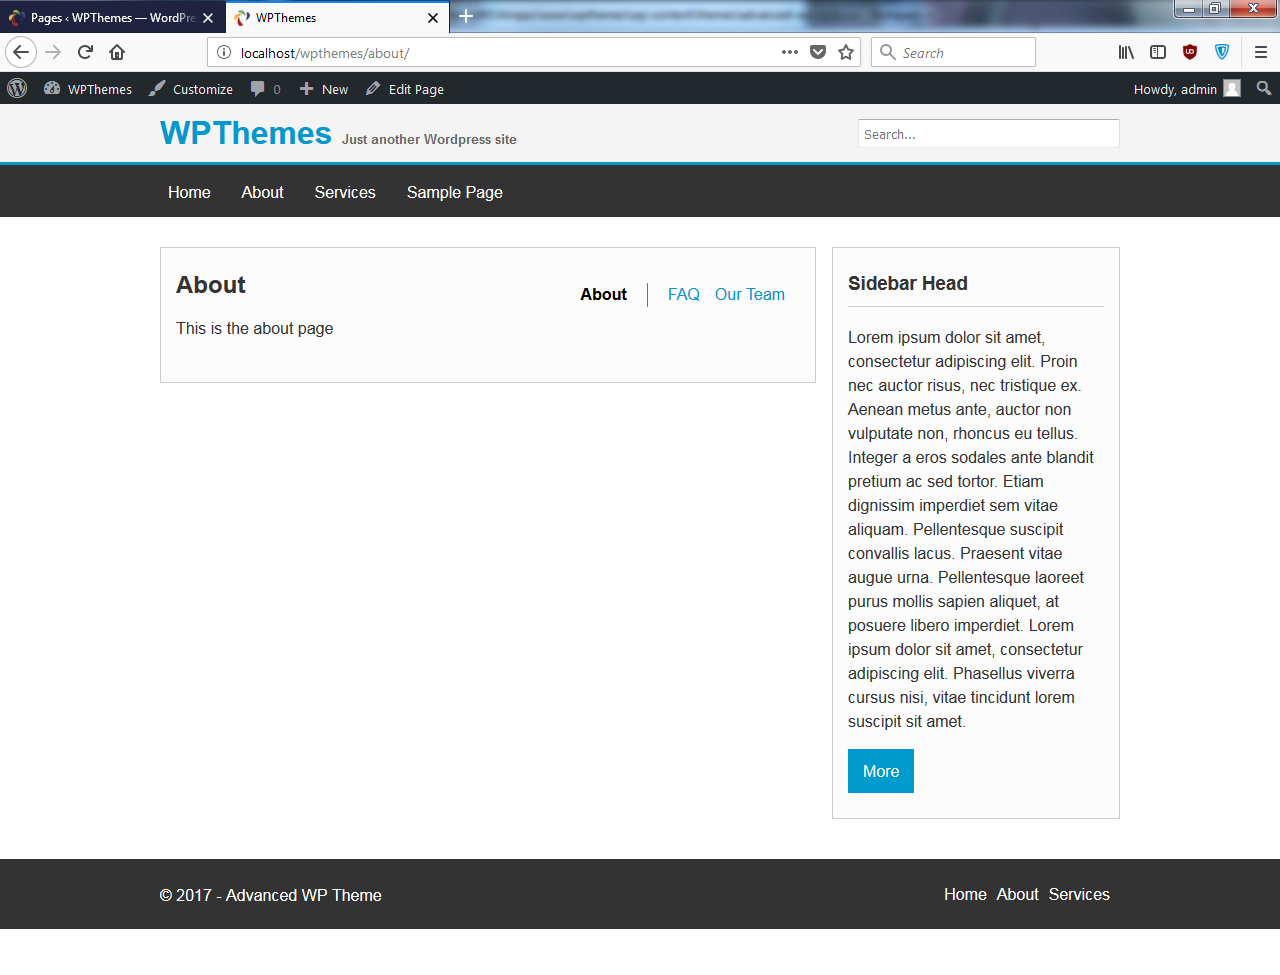 Pages ‹ WPThemes — WordPre
WPThemes
localhost/wpthemes/about/
Search
WPThemes
Customize
0
New
Edit Page
Howdy, admin
WPThemes
Just another Wordpress site
Search...
Home
About
Services
Sample Page
About
About
FAQ
Our Team
This is the about page
Sidebar Head
Lorem ipsum dolor sit amet,
consectetur adipiscing elit. Proin
nec auctor risus, nec tristique ex.
Aenean metus ante, auctor non
vulputate non, rhoncus eu tellus.
Integer a eros sodales ante blandit
pretium ac sed tortor. Etiam
dignissim imperdiet sem vitae
aliquam. Pellentesque suscipit
convallis lacus. Praesent vitae
augue urna. Pellentesque laoreet
purus mollis sapien aliquet, at
posuere libero imperdiet. Lorem
ipsum dolor sit amet, consectetur
adipiscing elit. Phasellus viverra
cursus nisi, vitae tincidunt lorem
suscipit sit amet.
More
© 2017 - Advanced WP Theme
Home
About
Services